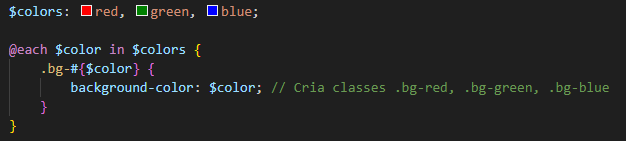 $colors: red, green, blue;
@each $color in $colors {
.bg-#{$color} {
background-color: $color; // Cria classes .bg-red, .bg-green, .bg-blue
}
}